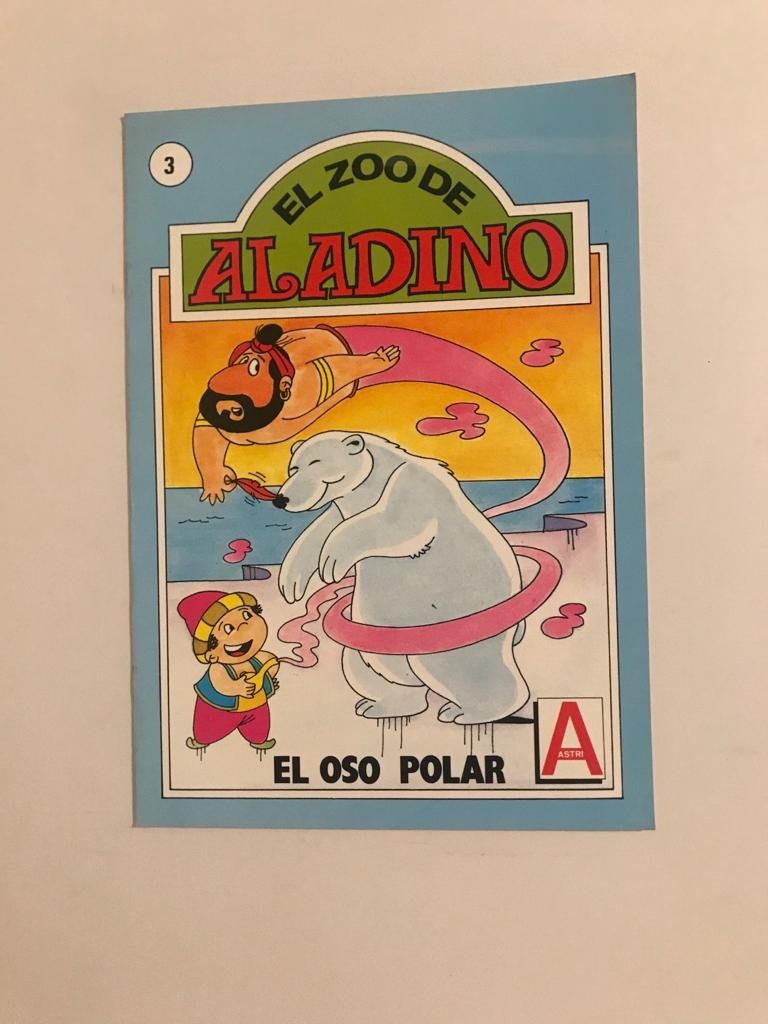 3
EL ZOO DE
ALADINO
EL OSO POLAR
A
ASTRI